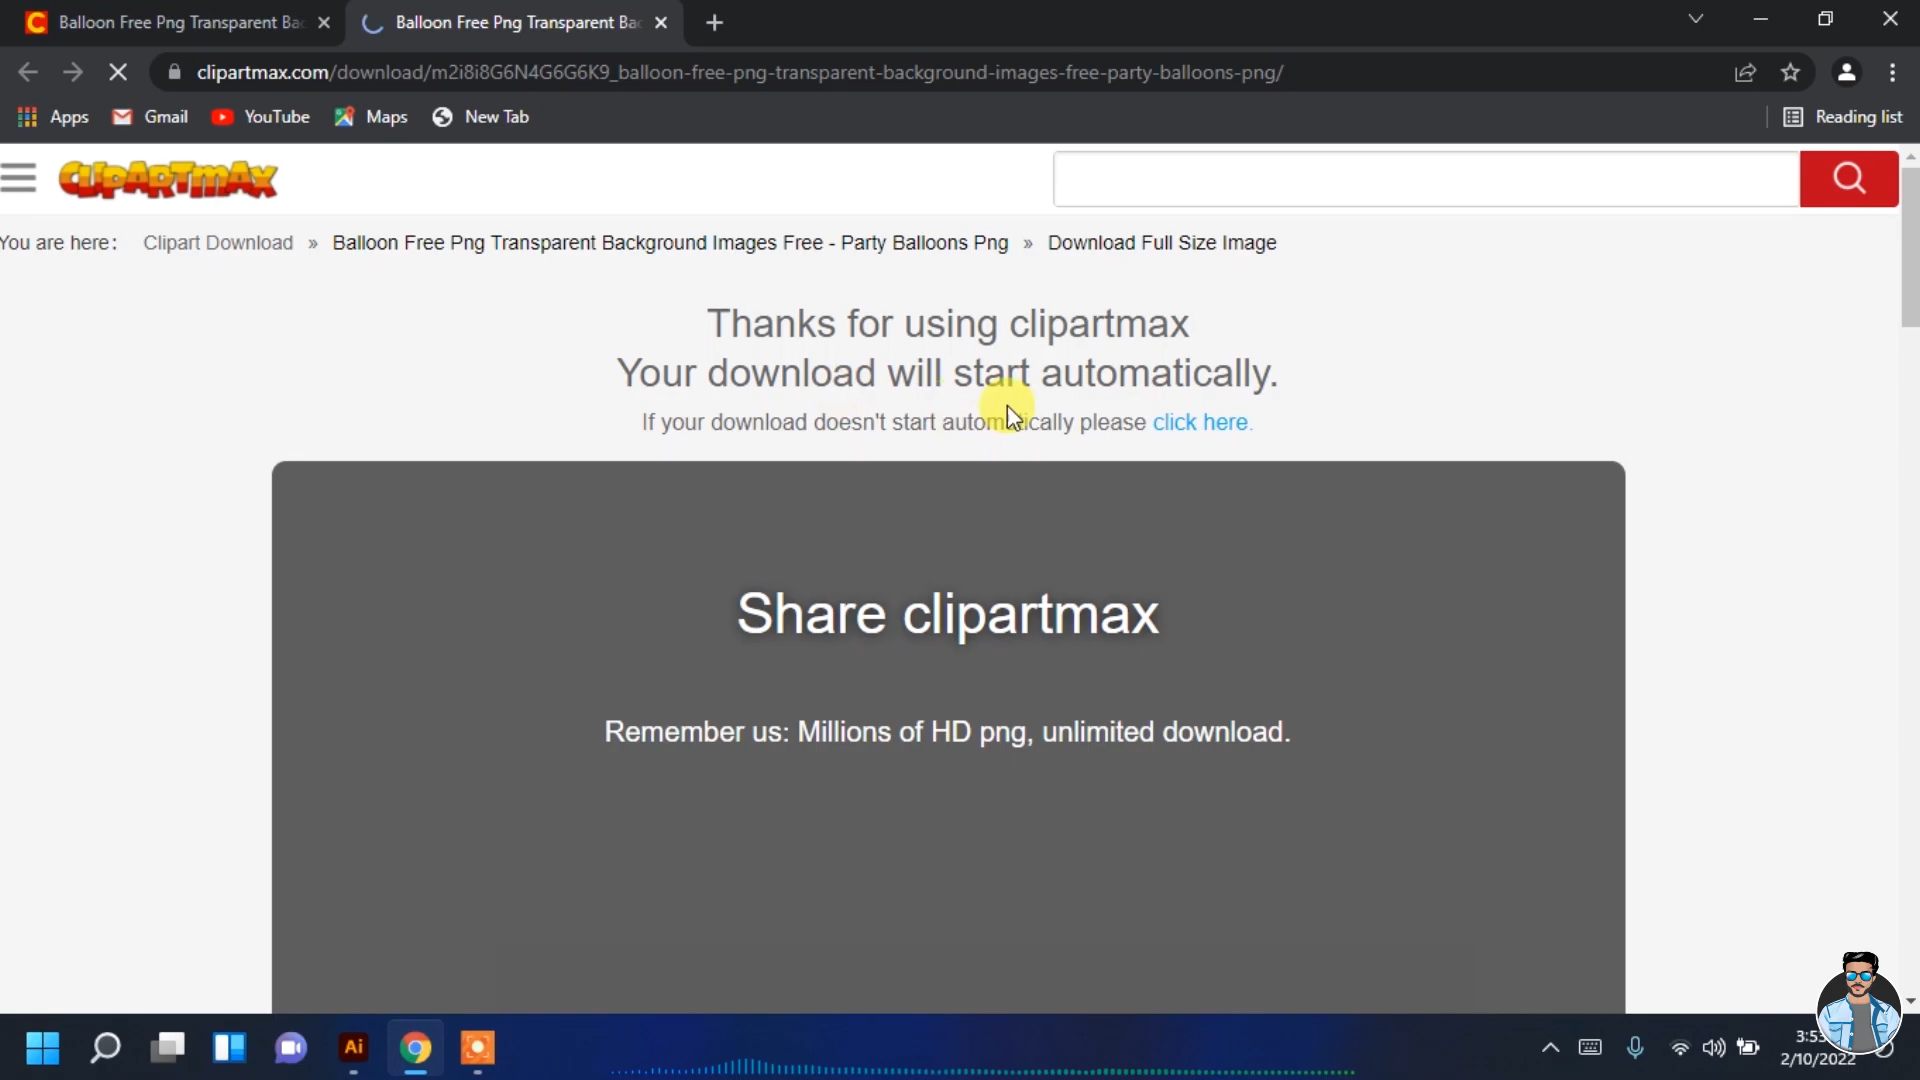 Balloon Free Png Transparent Ba
Balloon Free Png Transparent Ba
clipartmax.com/download/m2i8i8G6N4G6G6K9_balloon-free-png-transparent-background-images-free-party-balloons-png/
Apps Gmail YouTube Maps New Tab Reading list
CLIPARTMAX
You are here: Clipart Download » Balloon Free Png Transparent Background Images Free - Party Balloons Png » Download Full Size Image
Thanks for using clipartmax
Your download will start automatically.
If your download doesn't start automatically please click here.
Share clipartmax
Remember us: Millions of HD png, unlimited download.
Ai
3:53
2/10/2022